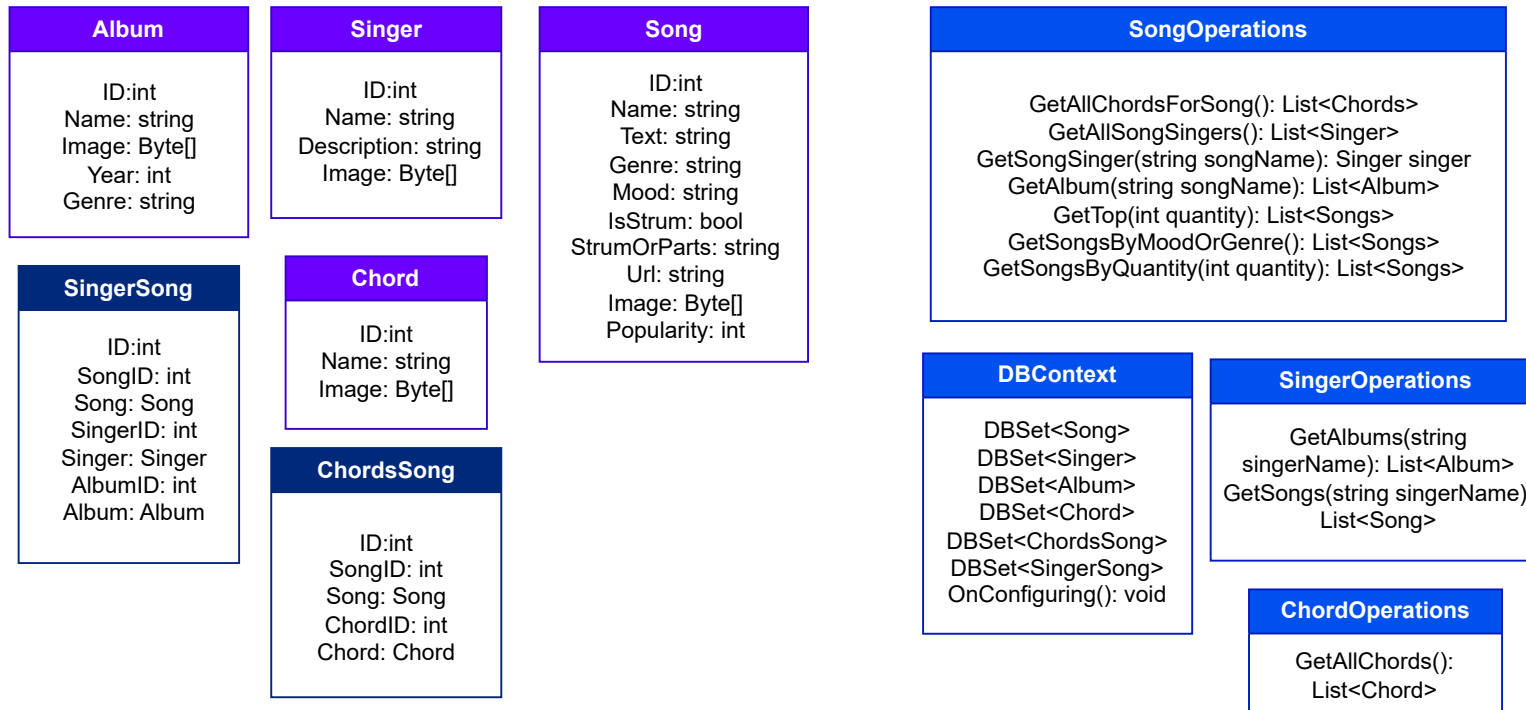 Album
ID:int
Name: string
Image: Byte[]
Year: int
Genre: string
Singer
ID:int
Name: string
Description: string
Image: Byte[]
Song
ID:int
Name: string
Text: string
Genre: string
Mood: string
IsStrum: bool
StrumOrParts: string
Url: string
Image: Byte[]
Popularity: int
SingerSong
ID:int
SongID: int
Song: Song
SingerID: int
Singer: Singer
AlbumID: int
Album: Album
Chord
ID:int
Name: string
Image: Byte[]
ChordsSong
ID:int
SongID: int
Song: Song
ChordID: int
Chord: Chord
SongOperations
GetAllChordsForSong(): List<Chords>
GetAllSongSingers(): List<Singer>
GetSongSinger(string songName): Singer singer
GetAlbum(string songName): List<Album>
GetTop(int quantity): List<Songs>
GetSongsByMoodOrGenre(): List<Songs>
GetSongsByQuantity(int quantity): List<Songs>
DBContext
DBSet<Song>
DBSet<Singer>
DBSet<Album>
DBSet<Chord>
DBSet<ChordsSong>
DBSet<SingerSong>
OnConfiguring(): void
SingerOperations
GetAlbums(string
singerName): List<Album>
GetSongs(string singerName)
List<Song>
ChordOperations
GetAllChords():
List<Chord>